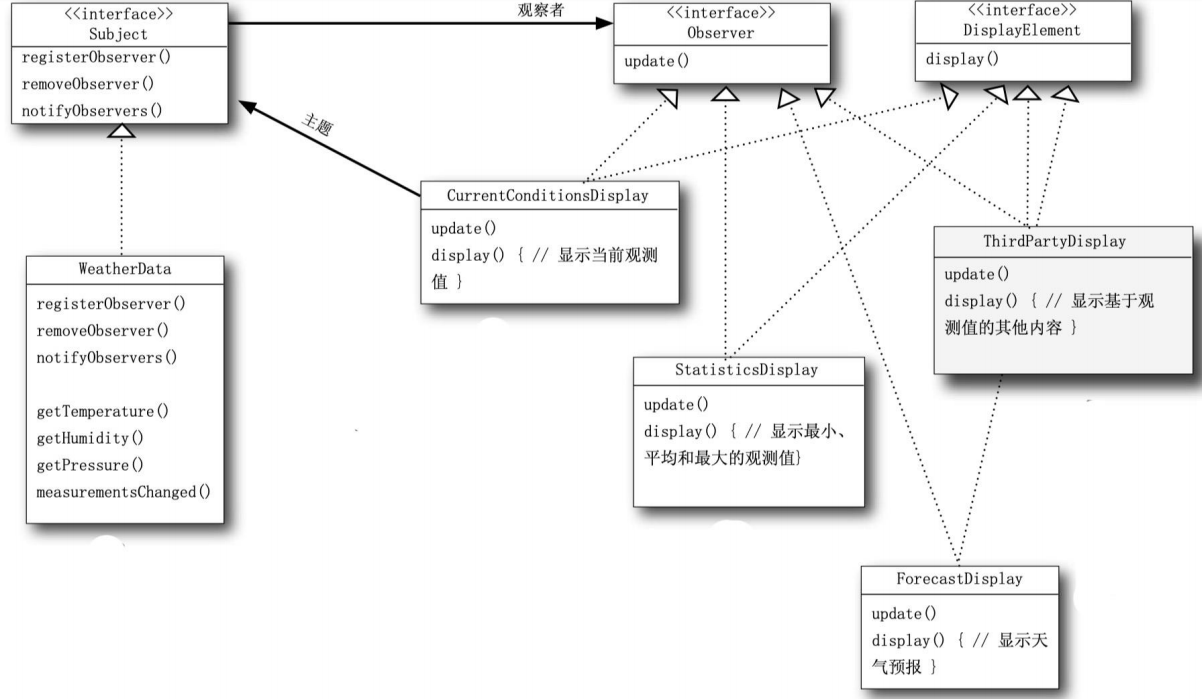 <<interface>>
Subject
registerObserver()
removeObserver()
notifyObservers()
观察者
<<interface>>
Observer
update()
<<interface>>
DisplayElement
display()
主题
CurrentConditionsDisplay
update()
display() { // 显示当前观测
值 }
WeatherData
registerObserver()
removeObserver()
notifyObservers()
getTemperature()
getHumidity()
getPressure()
measurementsChanged()
ThirdPartyDisplay
update()
display() { // 显示基于观
测值的其他内容 }
StatisticsDisplay
update()
display() { // 显示最小、
平均和最大的观测值}
ForecastDisplay
update()
display() { // 显示天
气预报 }